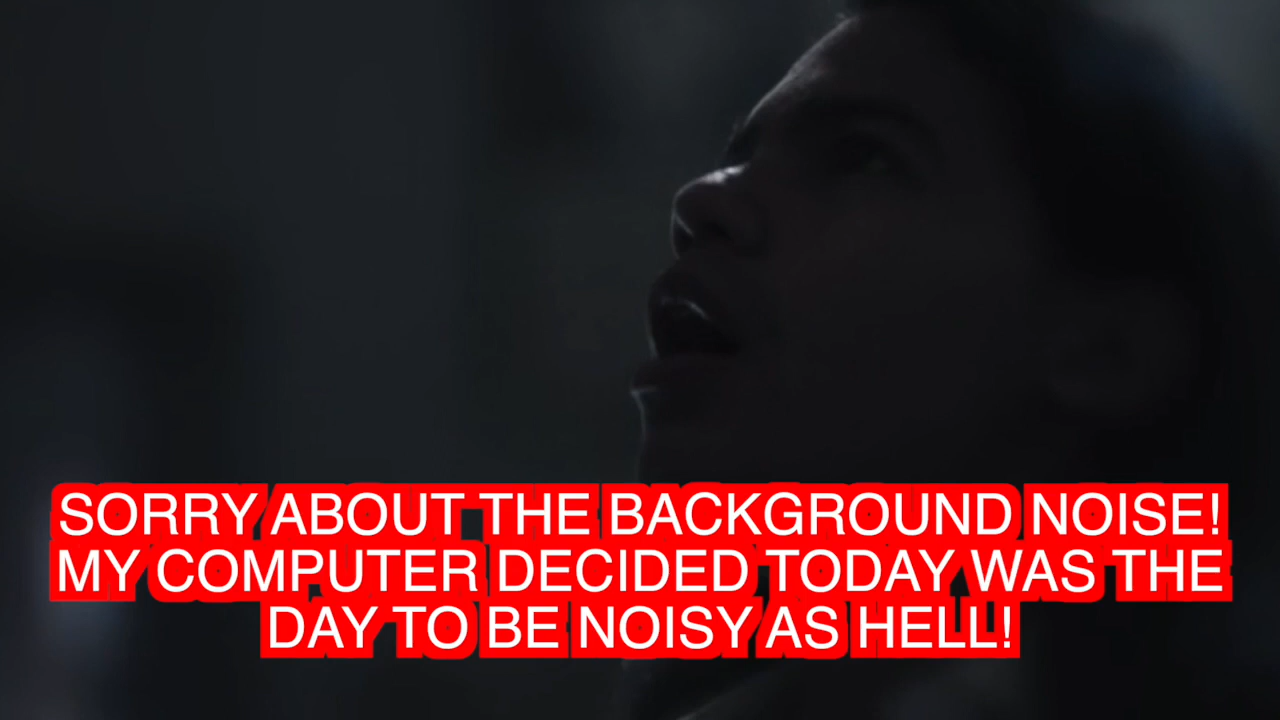 SORRY ABOUT THE BACKGROUND NOISE!
MY COMPUTER DECIDED TODAY WAS THE
DAY TO BE NOISY AS HELL!